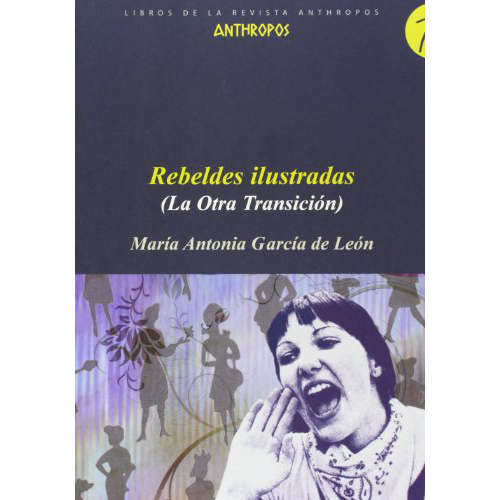 LIBROS DE LA REVISTA ANTHROPOS
ANTHROPOS
7
Rebeldes ilustradas
(La Otra Transición)
María Antonia García de León